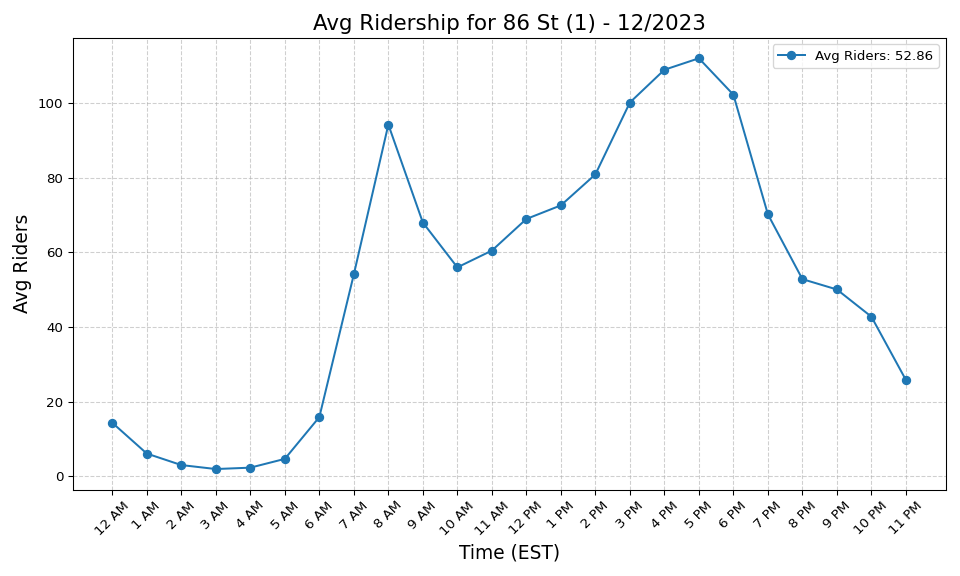 Avg Ridership for 86 St (1) - 12/2023
Avg Riders: 52.86
Avg Riders
100
80
60
40
20
0
12 AM
1 AM
2 AM
3 AM
4 AM
5 AM
6 AM
7 AM
8 AM
9 AM
10 AM
11 AM
12 PM
1 PM
2 PM
3 PM
4 PM
5 PM
6 PM
7 PM
8 PM
9 PM
10 PM
11 PM
Time (EST)